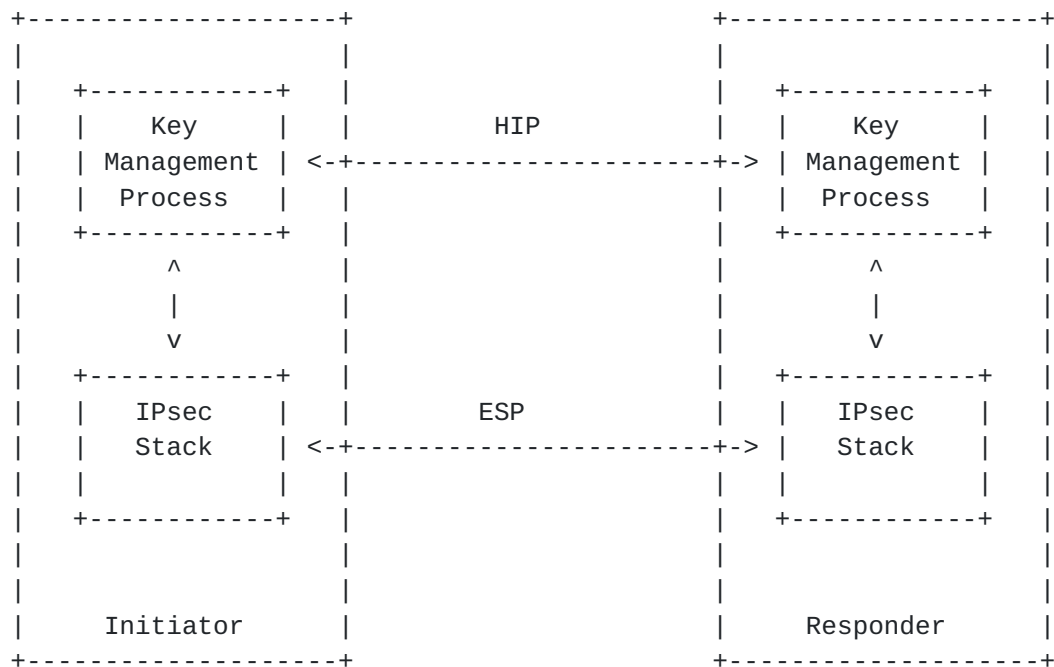 Key HIP Key
Management Management
Process Process
IPsec ESP IPsec
Stack Stack
Initiator Responder